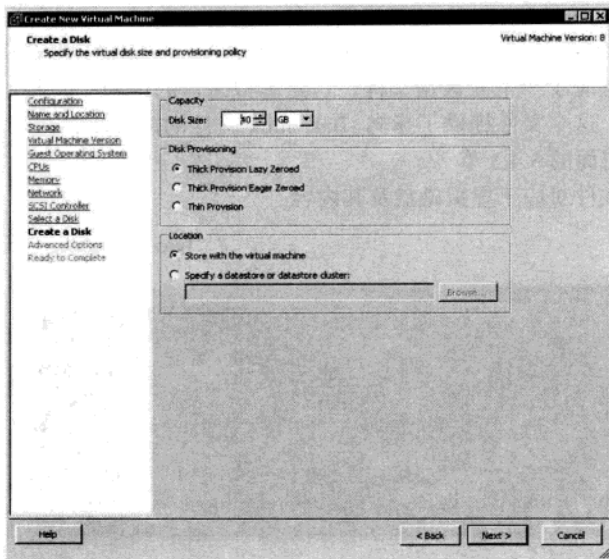 Create New Virtual Machine
Create a Disk
Specify the virtual disk size and provisioning policy
Virtual Machine Version: 8
Configuration
Name and Location
Storage
Virtual Machine Version
Guest Operating System
CPUs
Memory
Network
SCSI Controller
Select a Disk
Create a Disk
Advanced Options
Ready to Complete
Capacity
Disk Size:
GB
Disk Provisioning
Thick Provision Lazy Zeroed
Thick Provision Eager Zeroed
Thin Provision
Location
Store with the virtual machine
Specify a datastore or datastore cluster:
Browse...
Help
< Back
Next >
Cancel